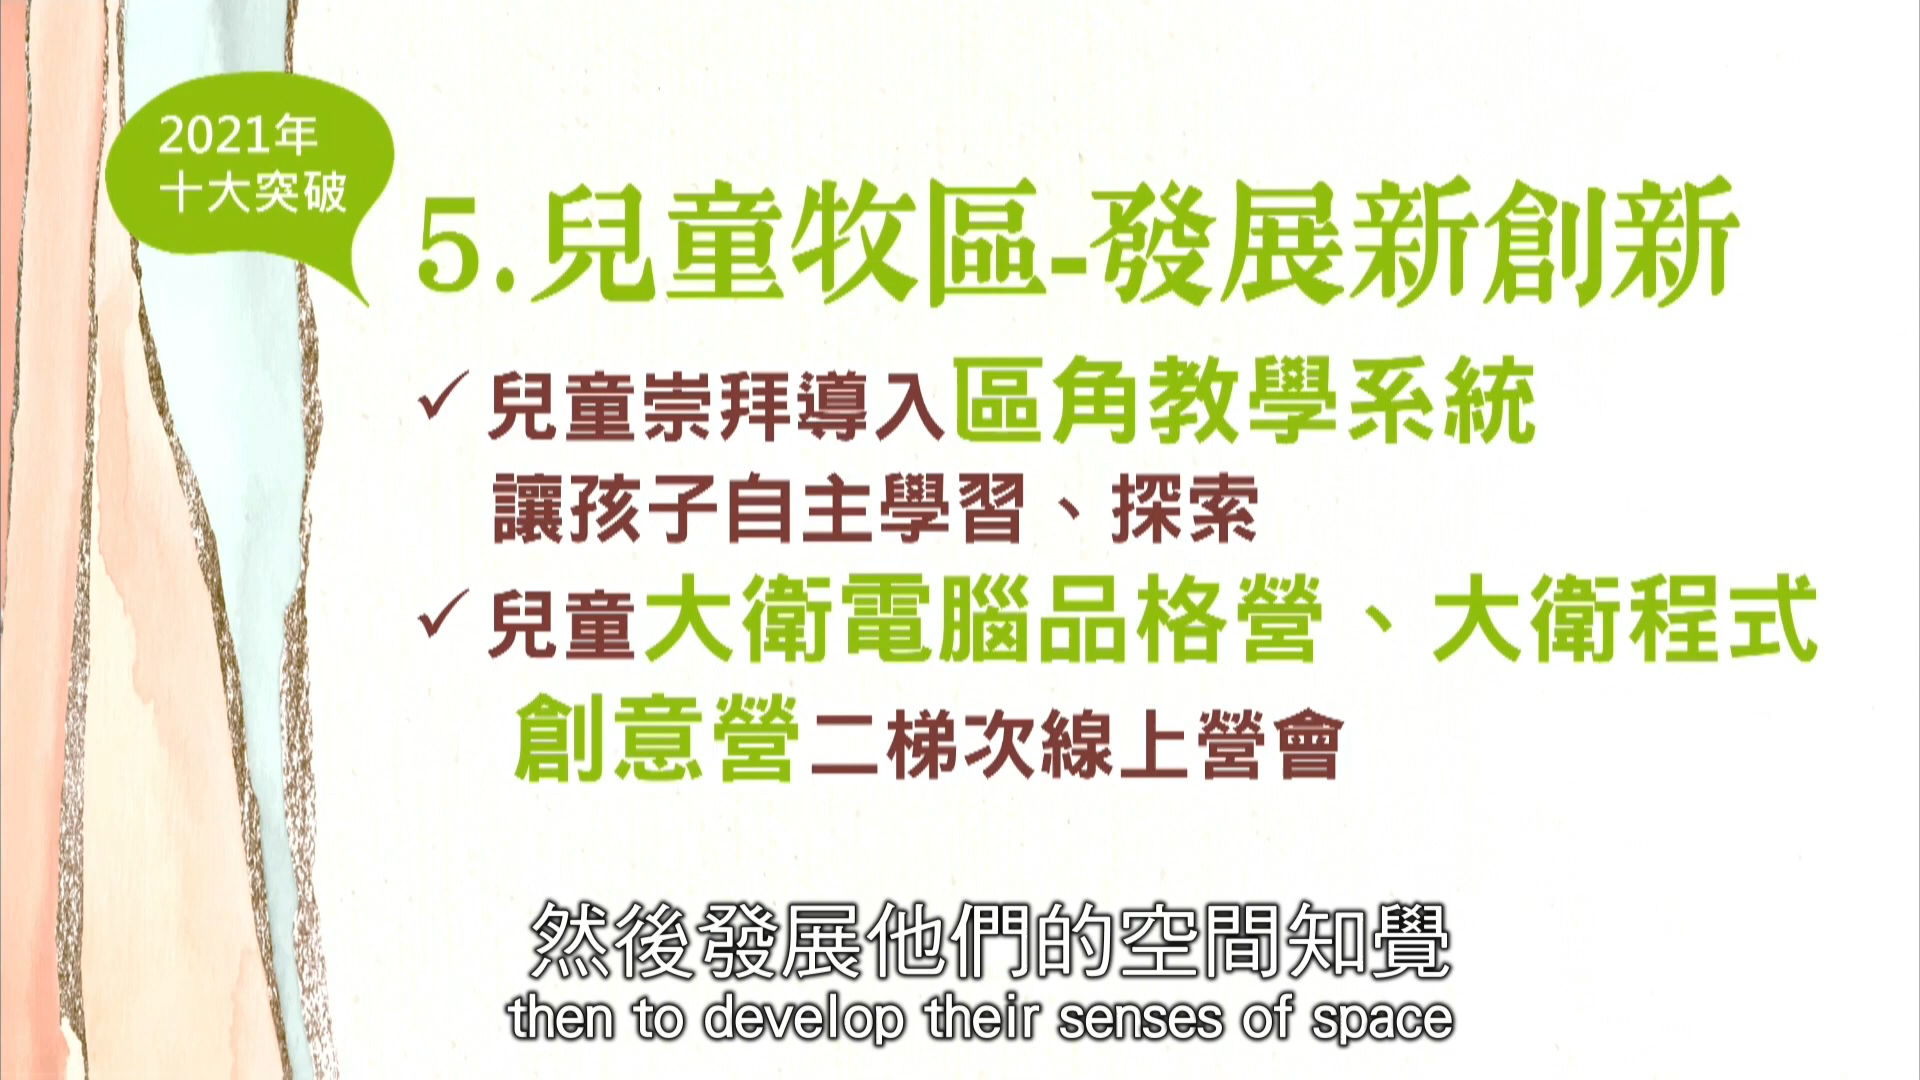 2021年
十大突破
5.兒童牧區-發展新創新
✓兒童崇拜導入區角教學系統
讓孩子自主學習、探索
✓兒童大衛電腦品格營、大衛程式
創意營二梯次線上營會
然後發展他們的空間知覺
then to develop their senses of space